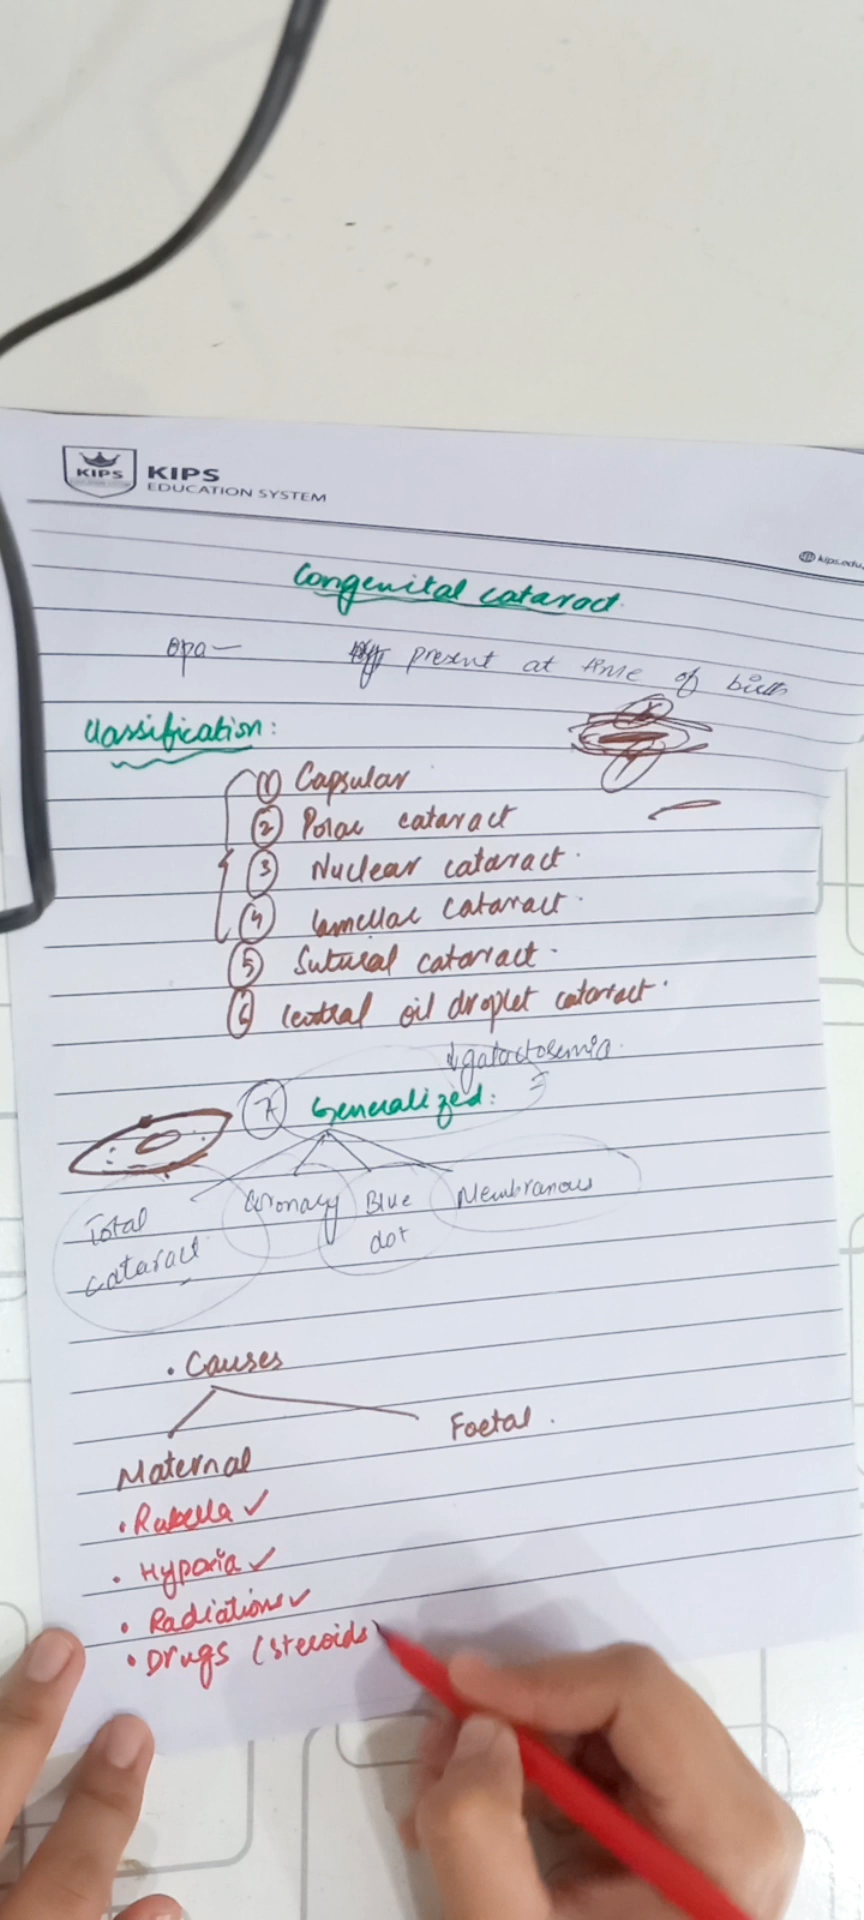 KIPS
KIPS
EDUCATION SYSTEM
kips.edu.
Congenital cataract.
opa— present at time of birth
Classification:
(1) Capsular
(2) Polar cataract
(3) Nuclear cataract.
(4) lamellar cataract.
(5) Sutural cataract.
(6) Central oil droplet cataract.
↓galactosemia.
(7) Generalized:
Total cataract
Coronary
Blue dot
Membranous
. Causes
Maternal
Foetal.
• Rubella ✓
• Hypoxia ✓
• Radiations ✓
• Drugs (steroids)